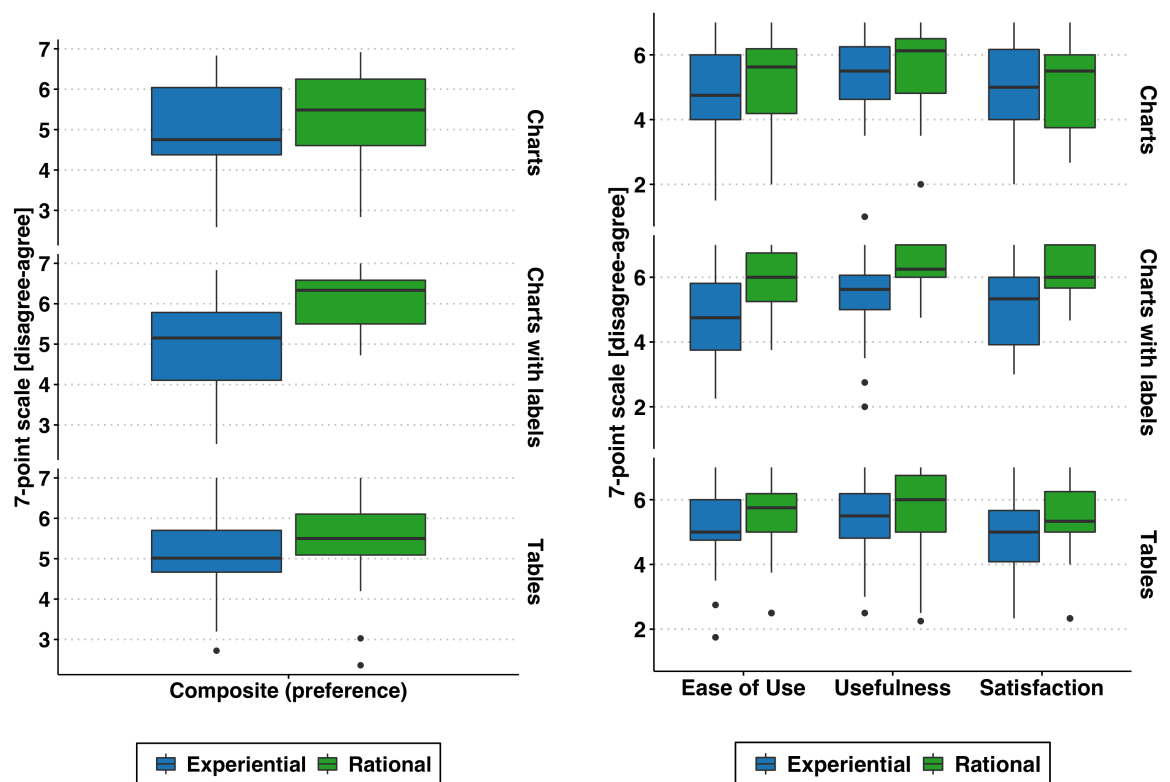 7-point scale [disagree-agree]
7
6
5
4
3
Charts
7
6
5
4
3
Charts with labels
7
6
5
4
3
Tables
Composite (preference)
Experiential Rational
7-point scale [disagree-agree]
6
4
2
Charts
6
4
2
Charts with labels
6
4
2
Tables
Ease of Use Usefulness Satisfaction
Experiential Rational